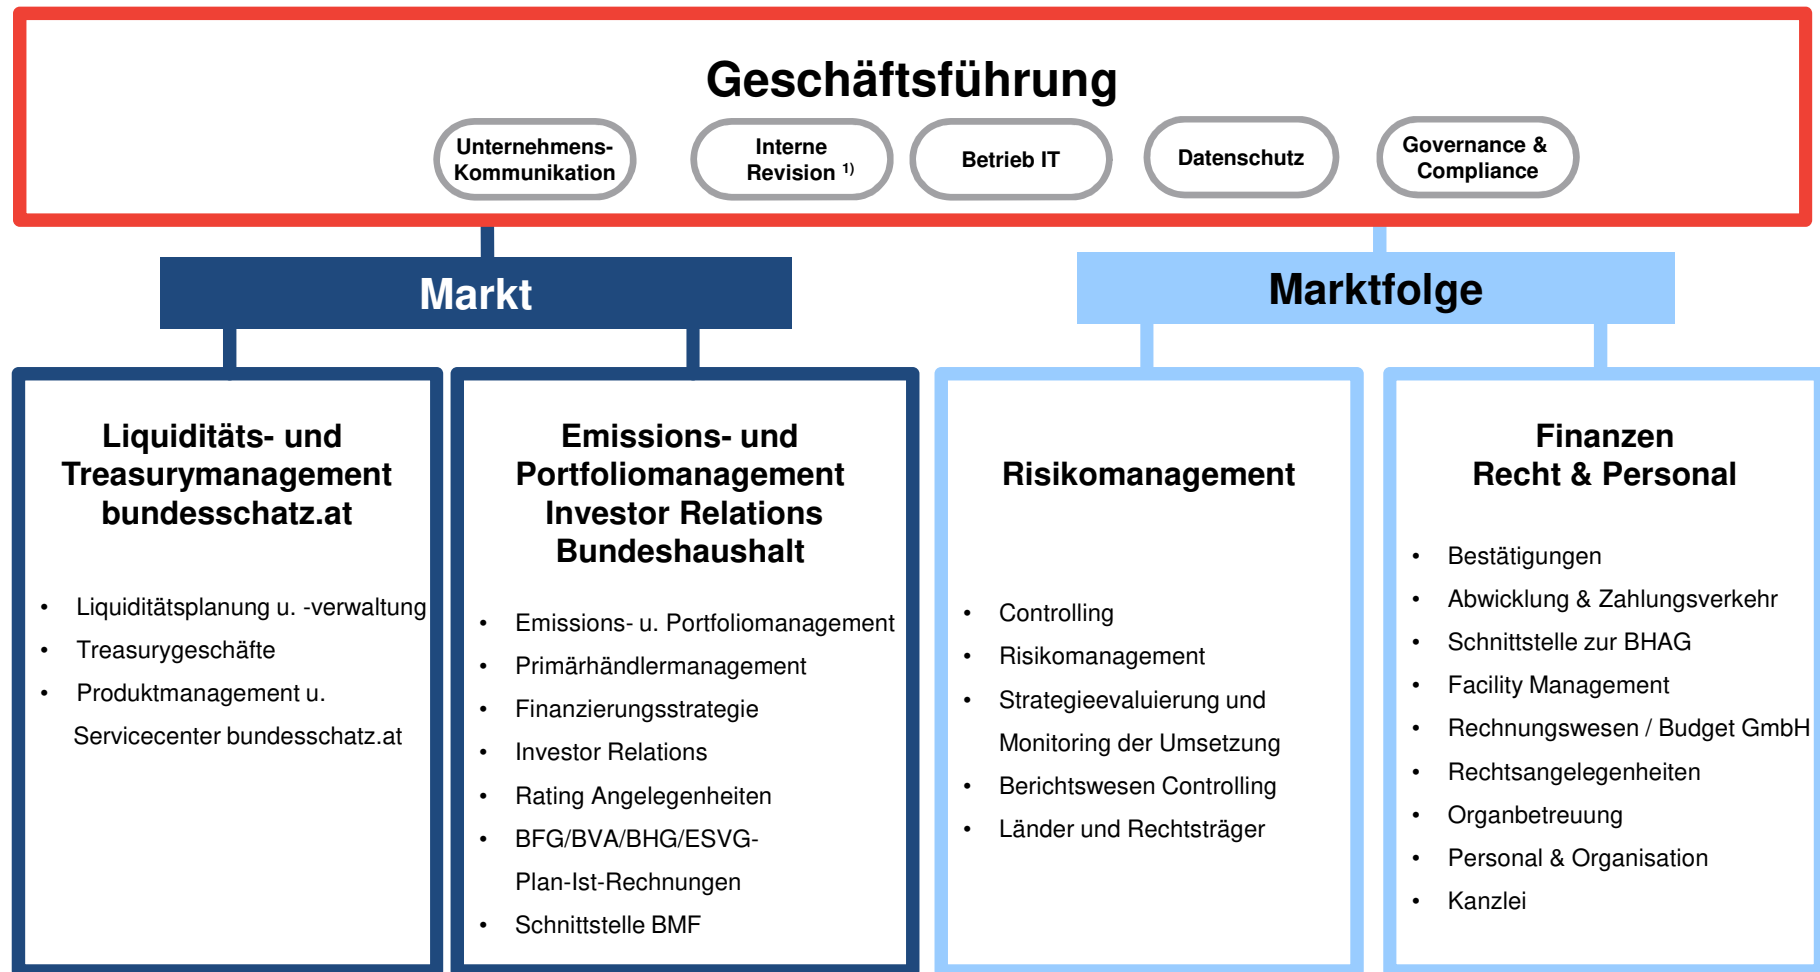 Geschäftsführung
Unternehmens-
Kommunikation
Interne
Revision 1)
Betrieb IT
Datenschutz
Governance &
Compliance
Markt
Marktfolge
Liquiditäts- und
Treasurymanagement
bundesschatz.at
• Liquiditätsplanung u. -verwaltung
• Treasurygeschäfte
• Produktmanagement u.
Servicecenter bundesschatz.at
Emissions- und
Portfoliomanagement
Investor Relations
Bundeshaushalt
• Emissions- u. Portfoliomanagement
• Primärhändlermanagement
• Finanzierungsstrategie
• Investor Relations
• Rating Angelegenheiten
• BFG/BVA/BHG/ESVG-
Plan-Ist-Rechnungen
• Schnittstelle BMF
Risikomanagement
• Controlling
• Risikomanagement
• Strategieevaluierung und
Monitoring der Umsetzung
• Berichtswesen Controlling
• Länder und Rechtsträger
Finanzen
Recht & Personal
• Bestätigungen
• Abwicklung & Zahlungsverkehr
• Schnittstelle zur BHAG
• Facility Management
• Rechnungswesen / Budget GmbH
• Rechtsangelegenheiten
• Organbetreuung
• Personal & Organisation
• Kanzlei